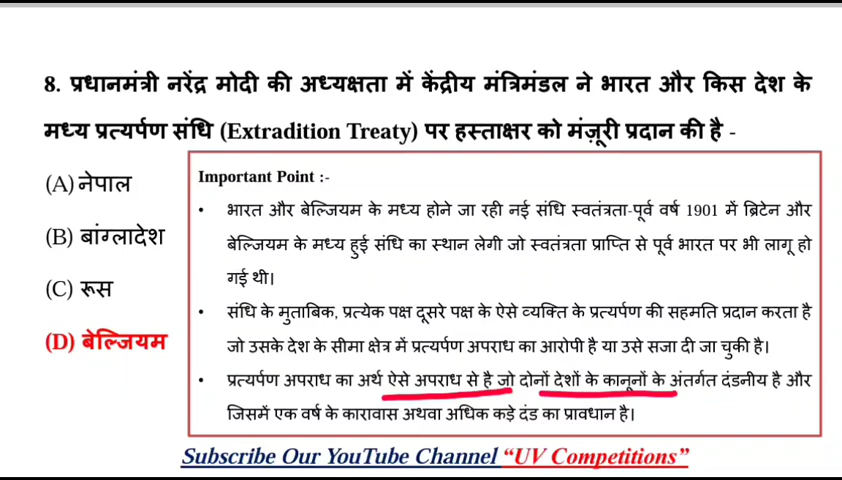 8. प्रधानमंत्री नरेंद्र मोदी की अध्यक्षता में केंद्रीय मंत्रिमंडल ने भारत और किस देश के
मध्य प्रत्यर्पण संधि (Extradition Treaty) पर हस्ताक्षर को मंज़ूरी प्रदान की है -
(A) नेपाल
(B) बांग्लादेश
(C) रूस
(D) बेल्जियम
Important Point :-
• भारत और बेल्जियम के मध्य होने जा रही नई संधि स्वतंत्रता-पूर्व वर्ष 1901 में ब्रिटेन और
बेल्जियम के मध्य हुई संधि का स्थान लेगी जो स्वतंत्रता प्राप्ति से पूर्व भारत पर भी लागू हो
गई थी।
• संधि के मुताबिक, प्रत्येक पक्ष दूसरे पक्ष के ऐसे व्यक्ति के प्रत्यर्पण की सहमति प्रदान करता है
जो उसके देश के सीमा क्षेत्र में प्रत्यर्पण अपराध का आरोपी है या उसे सजा दी जा चुकी है।
• प्रत्यर्पण अपराध का अर्थ ऐसे अपराध से है जो दोनों देशों के कानूनों के अंतर्गत दंडनीय है और
जिसमें एक वर्ष के कारावास अथवा अधिक कड़े दंड का प्रावधान है।
Subscribe Our YouTube Channel “UV Competitions”